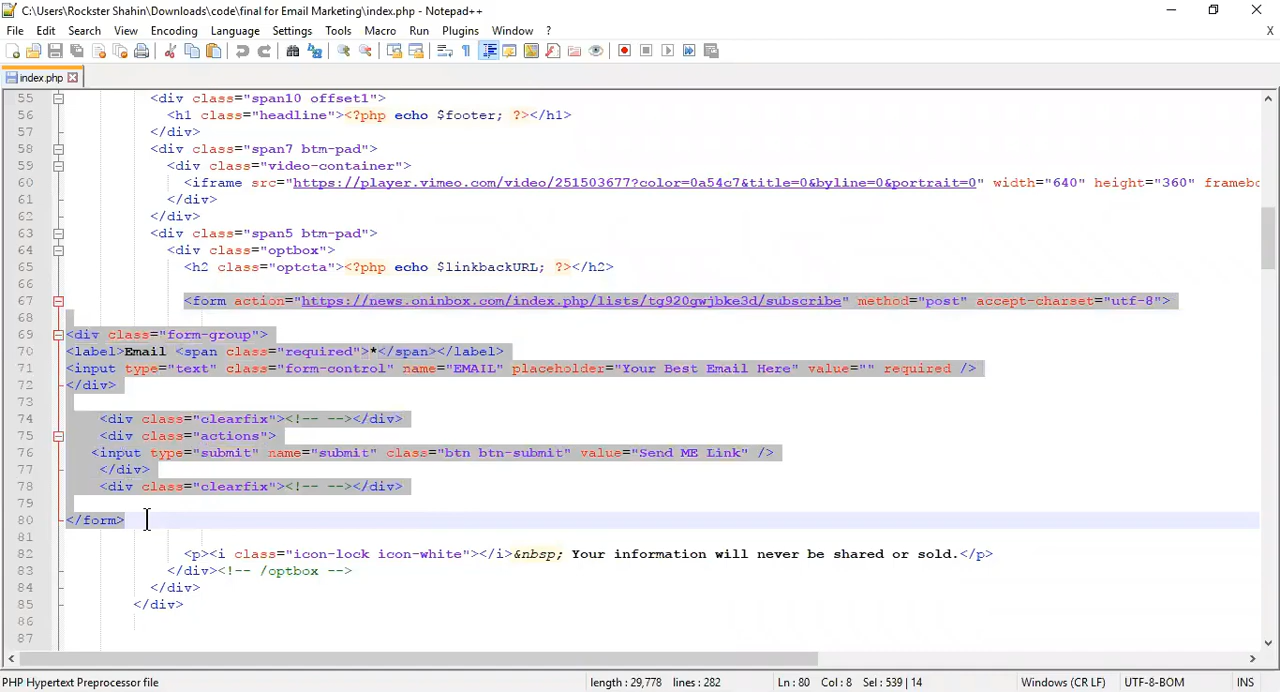 C:\Users\Rockster Shahin\Downloads\code\final for Email Marketing\index.php - Notepad++
File Edit Search View Encoding Language Settings Tools Macro Run Plugins Window ? X
index.php
55 <div class="span10 offset1">
56 <h1 class="headline"><?php echo $footer; ?></h1>
57 </div>
58 <div class="span7 btm-pad">
59 <div class="video-container">
60 <iframe src="https://player.vimeo.com/video/251503677?color=0a54c7&title=0&byline=0&portrait=0" width="640" height="360" framebo
61 </div>
62 </div>
63 <div class="span5 btm-pad">
64 <div class="optbox">
65 <h2 class="optcta"><?php echo $linkbackURL; ?></h2>
66
67 <form action="https://news.oninbox.com/index.php/lists/tg920gwjbke3d/subscribe" method="post" accept-charset="utf-8">
68
69 <div class="form-group">
70 <label>Email <span class="required">*</span></label>
71 <input type="text" class="form-control" name="EMAIL" placeholder="Your Best Email Here" value="" required />
72 </div>
73
74 <div class="clearfix"><!-- --></div>
75 <div class="actions">
76 <input type="submit" name="submit" class="btn btn-submit" value="Send ME Link" />
77 </div>
78 <div class="clearfix"><!-- --></div>
79
80 </form>
81
82 <p><i class="icon-lock icon-white"></i>&nbsp; Your information will never be shared or sold.</p>
83 </div><!-- /optbox -->
84 </div>
85 </div>
86
87
PHP Hypertext Preprocessor file length : 29,778 lines : 282 Ln : 80 Col : 8 Sel : 539 | 14 Windows (CR LF) UTF-8-BOM INS